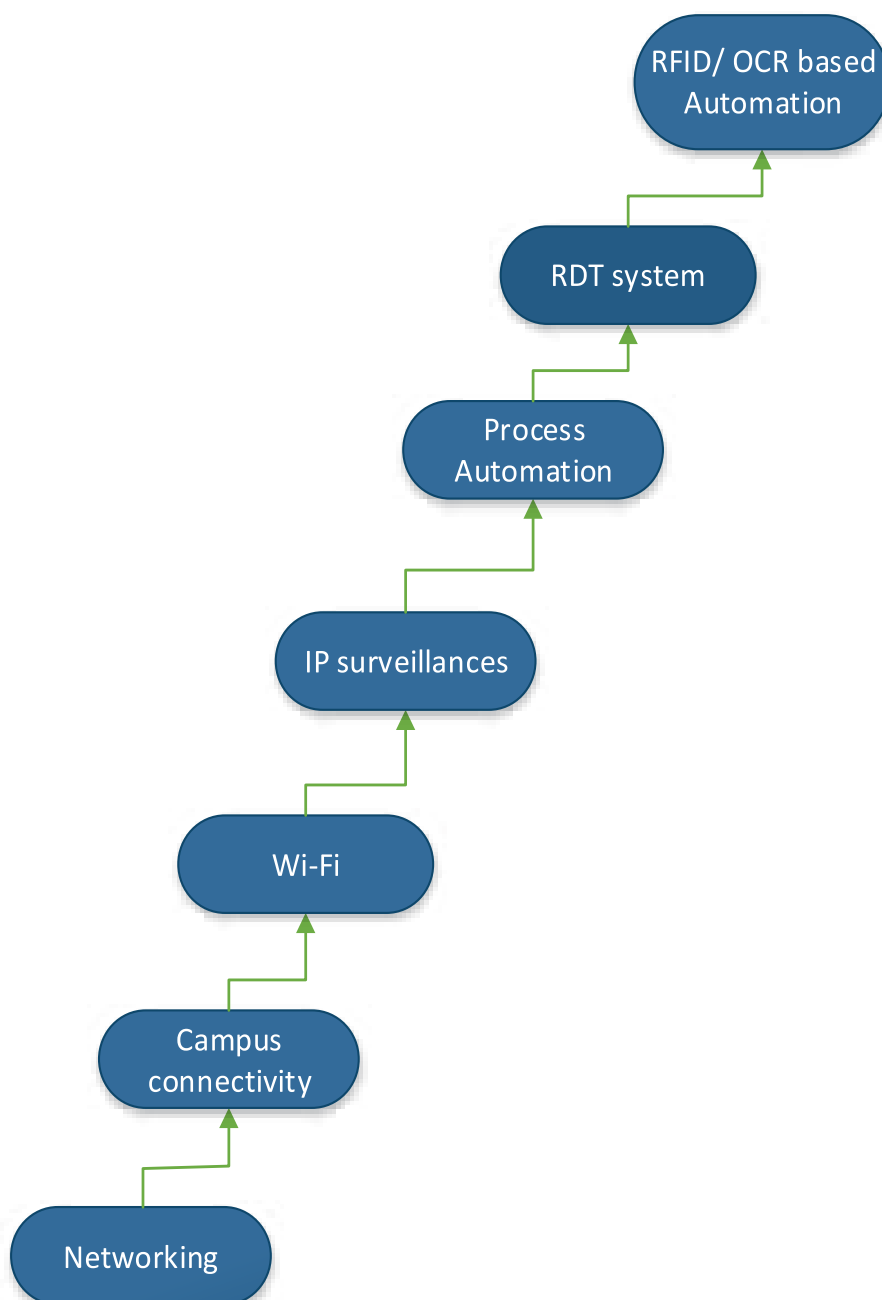 RFID/ OCR based
Automation
RDT system
Process
Automation
IP surveillances
Wi-Fi
Campus
connectivity
Networking